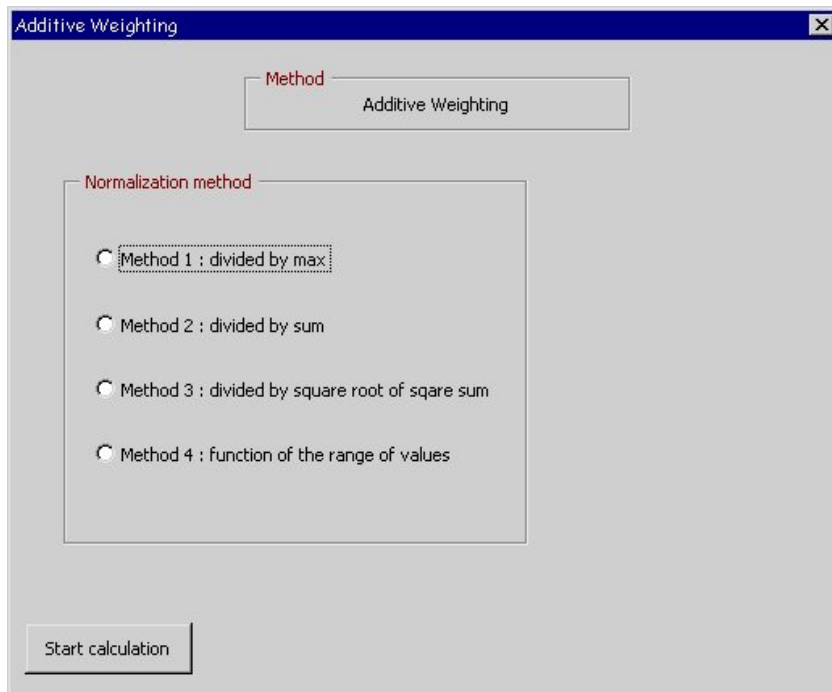 Additive Weighting
Method
Additive Weighting
Normalization method
Method 1 : divided by max
Method 2 : divided by sum
Method 3 : divided by square root of sqare sum
Method 4 : function of the range of values
Start calculation